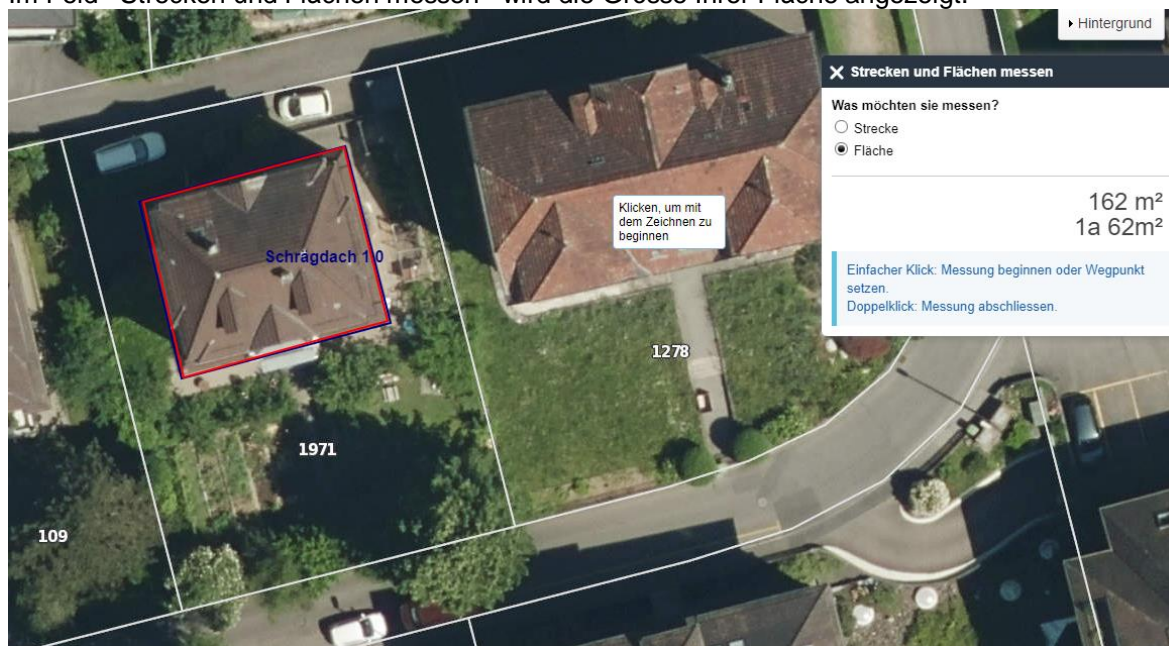 Im Feld "Strecken und Flächen messen" wird die Grösse Ihrer Fläche angezeigt.
Hintergrund
Strecken und Flächen messen
Was möchten sie messen?
Strecke
Fläche
162 m²
1a 62m²
Einfacher Klick: Messung beginnen oder Wegpunkt
setzen.
Doppelklick: Messung abschliessen.
Klicken, um mit
dem Zeichnen zu
beginnen
Schrägdach 1.0
1278
1971
109